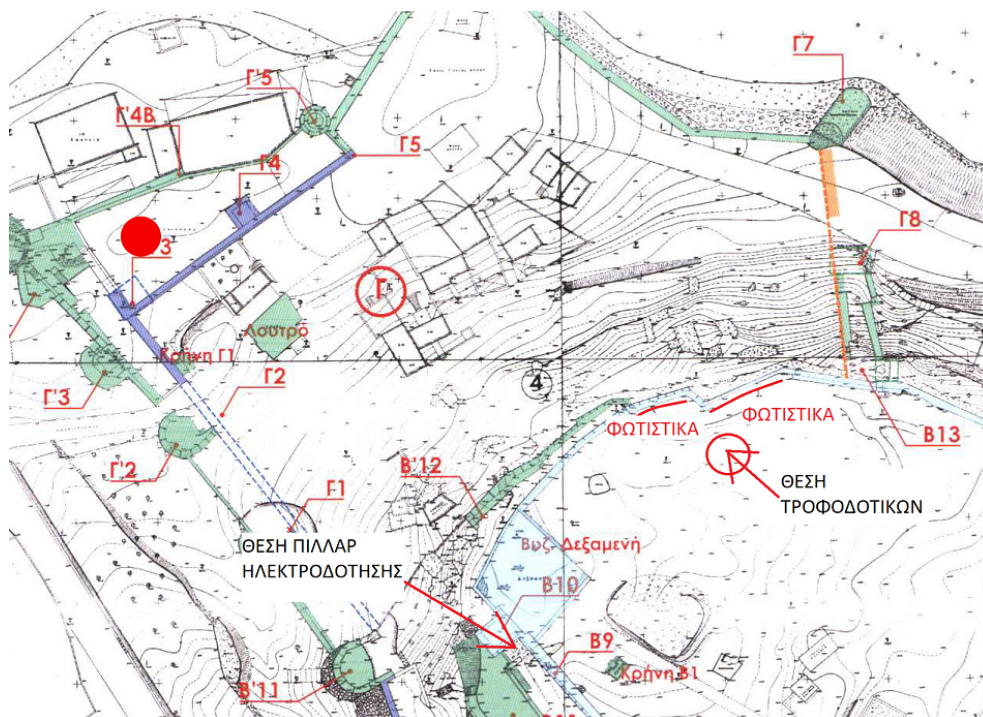 Γ7
Γ'5
Γ'4Β
Γ5
Γ4
Γ8
3
Γ
Λουτρό
Κρήνη Γ1
4
Γ'3
Γ2
ΦΩΤΙΣΤΙΚΑ
ΦΩΤΙΣΤΙΚΑ
Β13
Γ'2
Β'12
ΘΕΣΗ
ΤΡΟΦΟΔΟΤΙΚΩΝ
Γ1
ΘΕΣΗ ΠΙΛΛΑΡ
ΗΛΕΚΤΡΟΔΟΤΗΣΗΣ
Βυζ. Δεξαμενή
Β10
Β9
Κρήνη Β1
Β'11